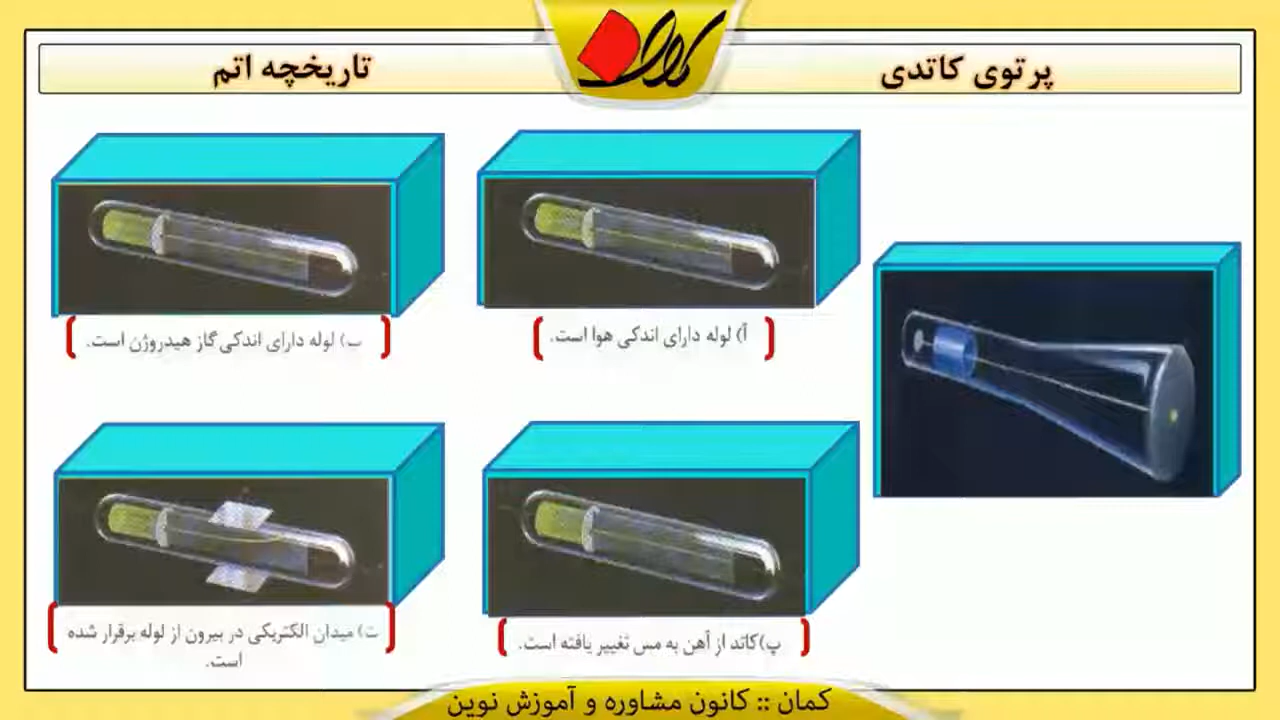 پرتوی کاتدی
کمان
تاریخچه اتم
آ) لوله دارای اندکی هوا است.
ب) لوله دارای اندکی گاز هیدروژن است.
پ)کاتد از آهن به مس تغییر یافته است.
ت) میدان الکتریکی در بیرون از لوله برقرار شده
است.
کمان :: کانون مشاوره و آموزش نوین